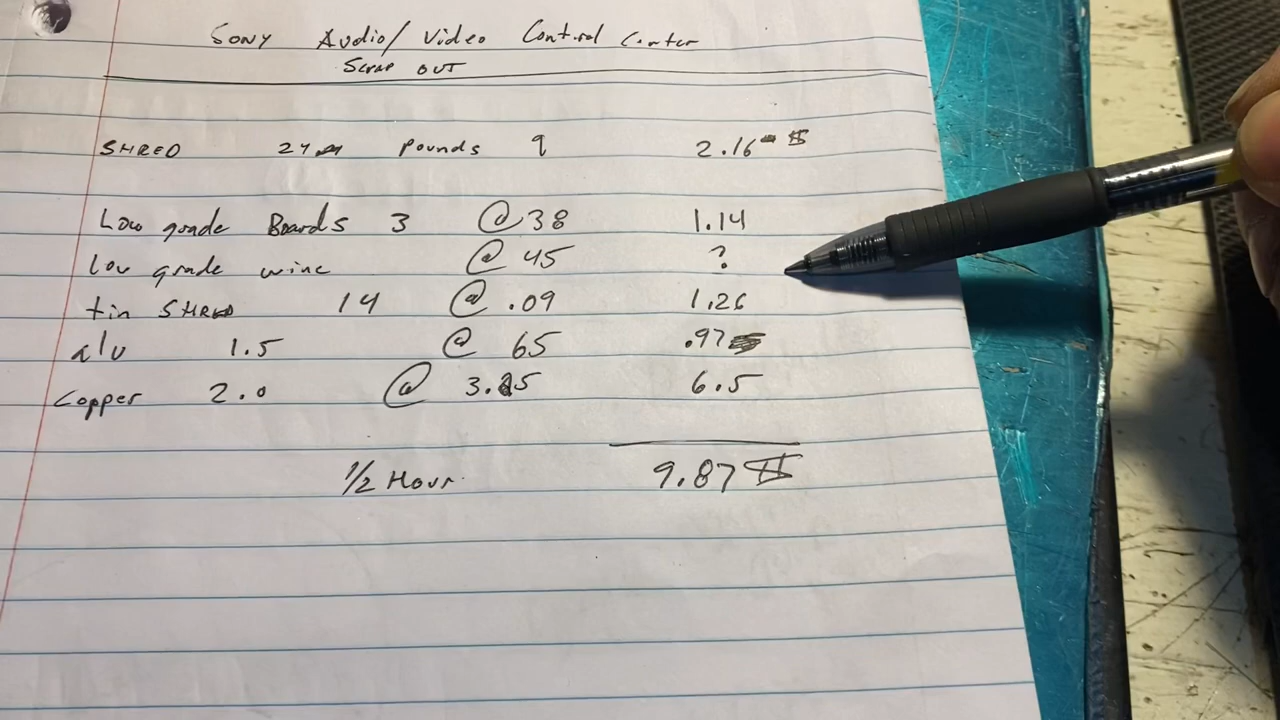 Sony Audio/Video Control Center
Scrap out
SHRED 24 pounds 9 2.16 $
Low grade Boards 3 @ 38 1.14
low grade wire @ 45 ?
tin SHRED 14 @ .09 1.26
alu 1.5 @ 65 .97
Copper 2.0 @ 3.25 6.5
1/2 Hour. 9.87 $